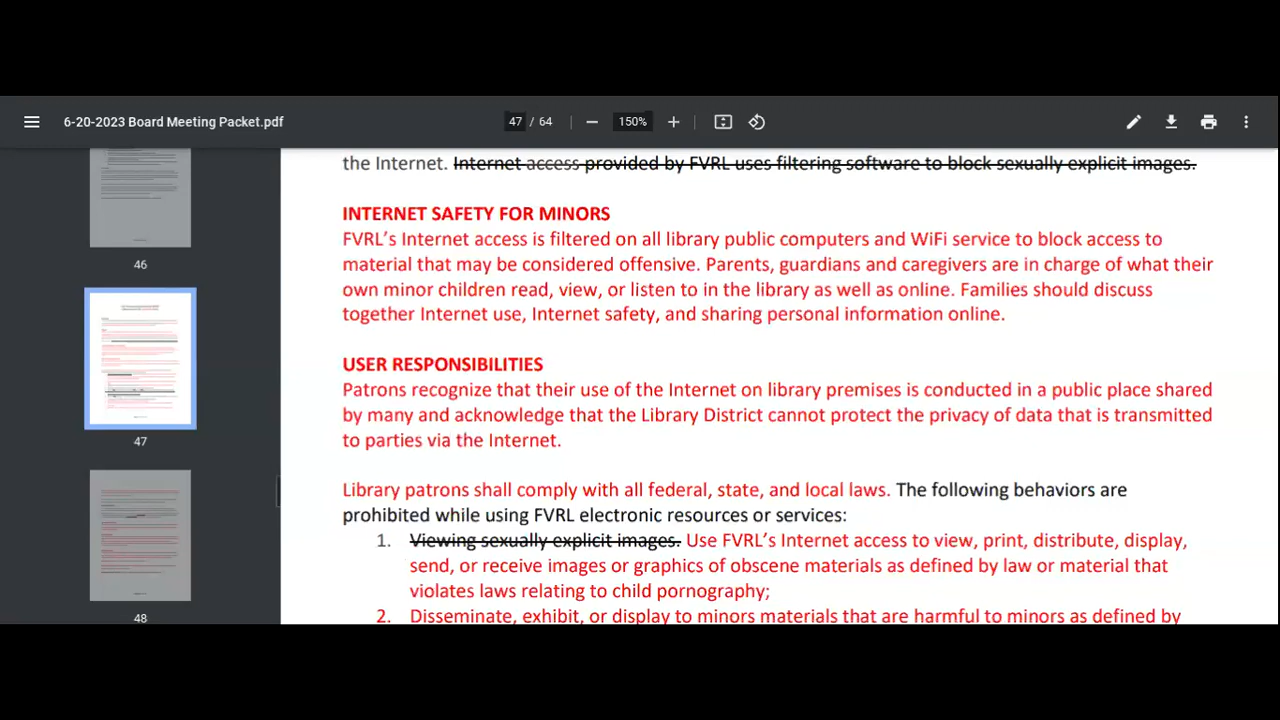 6-20-2023 Board Meeting Packet.pdf
47 / 64
150%
the Internet. Internet access provided by FVRL uses filtering software to block sexually explicit images.
INTERNET SAFETY FOR MINORS
FVRL's Internet access is filtered on all library public computers and WiFi service to block access to
material that may be considered offensive. Parents, guardians and caregivers are in charge of what their
own minor children read, view, or listen to in the library as well as online. Families should discuss
together Internet use, Internet safety, and sharing personal information online.
USER RESPONSIBILITIES
Patrons recognize that their use of the Internet on library premises is conducted in a public place shared
by many and acknowledge that the Library District cannot protect the privacy of data that is transmitted
to parties via the Internet.
Library patrons shall comply with all federal, state, and local laws. The following behaviors are
prohibited while using FVRL electronic resources or services:
1. Viewing sexually explicit images. Use FVRL's Internet access to view, print, distribute, display,
send, or receive images or graphics of obscene materials as defined by law or material that
violates laws relating to child pornography;
2. Disseminate, exhibit, or display to minors materials that are harmful to minors as defined by
46
47
48